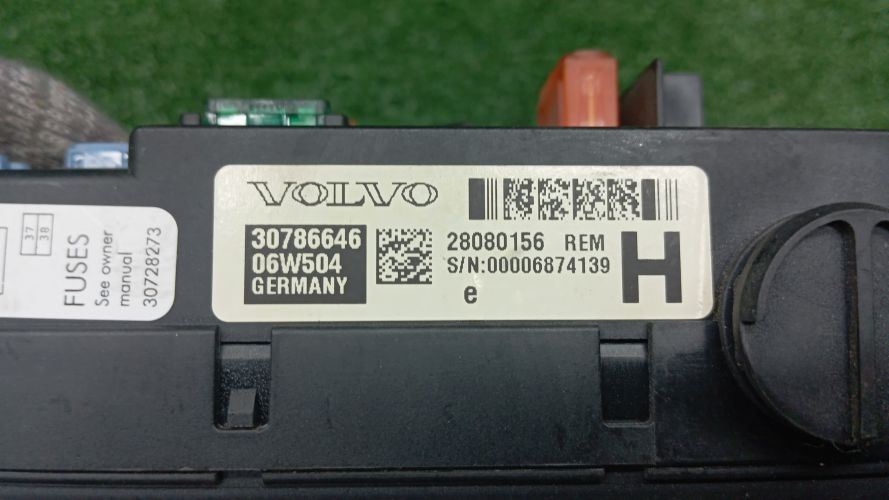 37
38
FUSES
See owner
manual
30728273
VOLVO
30786646
06W504
GERMANY
28080156 REM
S/N:00006874139
e
H